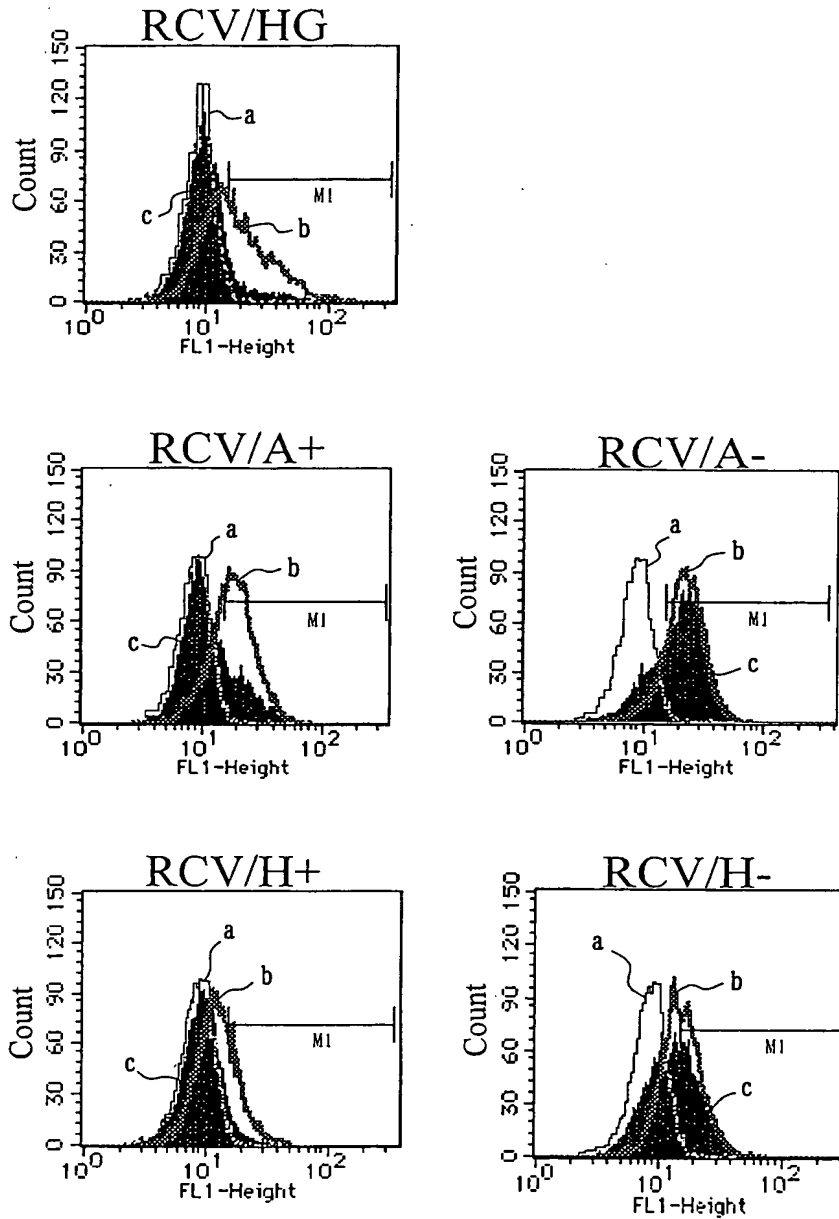 RCV/HG
150
120
90
60
30
0
Count
a
b
c
M1
10^0 10^1 10^2
FL1-Height
RCV/A+
150
120
90
60
30
0
Count
a
b
c
M1
10^0 10^1 10^2
FL1-Height
RCV/A-
150
120
90
60
30
0
Count
a
b
c
M1
10^0 10^1 10^2
FL1-Height
RCV/H+
150
120
90
60
30
0
Count
a
b
c
M1
10^0 10^1 10^2
FL1-Height
RCV/H-
150
120
90
60
30
0
Count
a
b
c
M1
10^0 10^1 10^2
FL1-Height